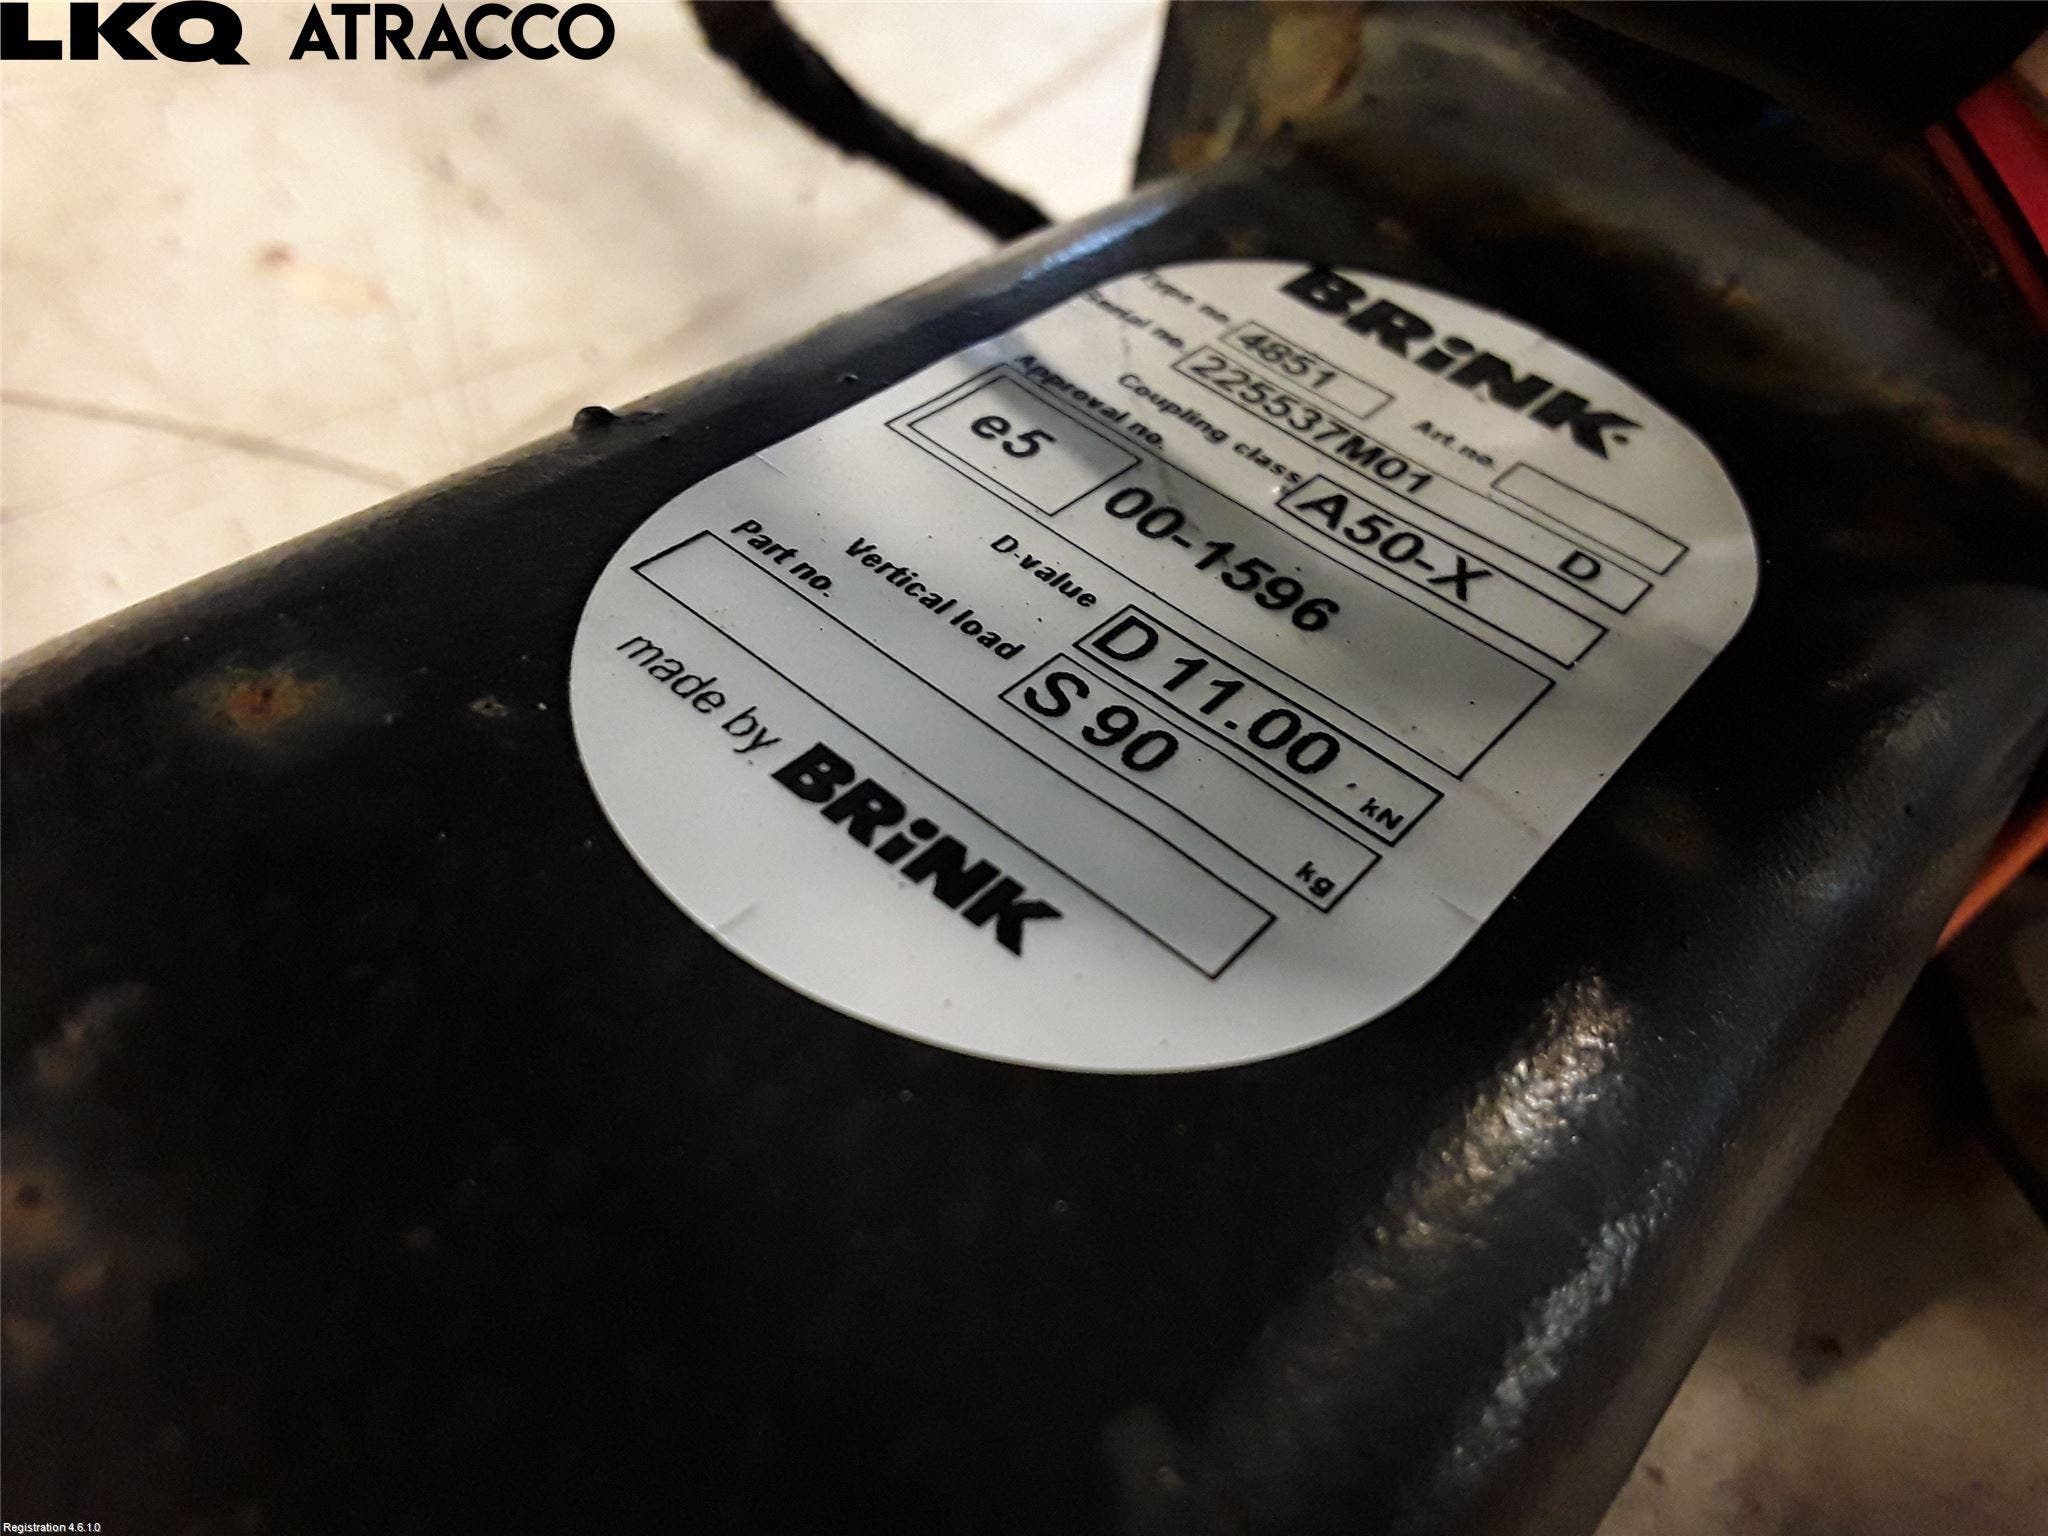 LKQ ATRACCO
BRiNK
Type no. 4851 Art.no.
Serial no. 225537M01 D
Coupling class A50-X
Approval no.
e5 00-1596
D-value D 11.00 kN
Vertical load S 90 kg
Part no.
made by BRiNK
Registration 4.6.1.0